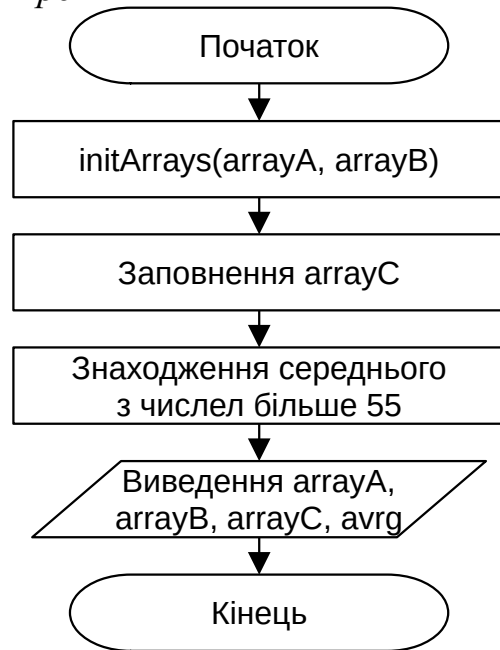 Початок
initArrays(arrayA, arrayB)
Заповнення arrayC
Знаходження середнього
з числел більше 55
Виведення arrayA,
arrayB, arrayC, avrg
Кінець